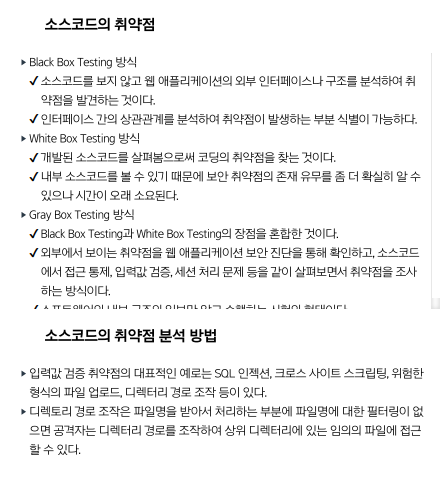 소스코드의 취약점
▸ Black Box Testing 방식
✓ 소스코드를 보지 않고 웹 애플리케이션의 외부 인터페이스나 구조를 분석하여 취
약점을 발견하는 것이다.
✓ 인터페이스 간의 상관관계를 분석하여 취약점이 발생하는 부분 식별이 가능하다.
▸ White Box Testing 방식
✓ 개발된 소스코드를 살펴봄으로써 코딩의 취약점을 찾는 것이다.
✓ 내부 소스코드를 볼 수 있기 때문에 보안 취약점의 존재 유무를 좀 더 확실히 알 수
있으나 시간이 오래 소요된다.
▸ Gray Box Testing 방식
✓ Black Box Testing과 White Box Testing의 장점을 혼합한 것이다.
✓ 외부에서 보이는 취약점을 웹 애플리케이션 보안 진단을 통해 확인하고, 소스코드
에서 접근 통제, 입력값 검증, 세션 처리 문제 등을 같이 살펴보면서 취약점을 조사
하는 방식이다.
소스코드의 취약점 분석 방법
▸ 입력값 검증 취약점의 대표적인 예로는 SQL 인젝션, 크로스 사이트 스크립팅, 위험한
형식의 파일 업로드, 디렉터리 경로 조작 등이 있다.
▸ 디렉토리 경로 조작은 파일명을 받아서 처리하는 부분에 파일명에 대한 필터링이 없
으면 공격자는 디렉터리 경로를 조작하여 상위 디렉터리에 있는 임의의 파일에 접근
할 수 있다.